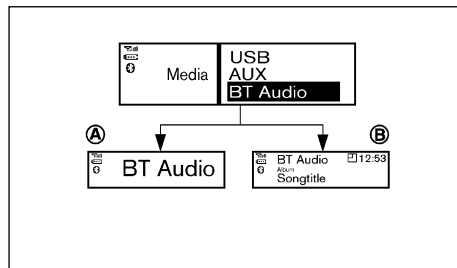 Media
USB
AUX
BT Audio
A
B
BT Audio
BT Audio 12:53
Album
Songtitle